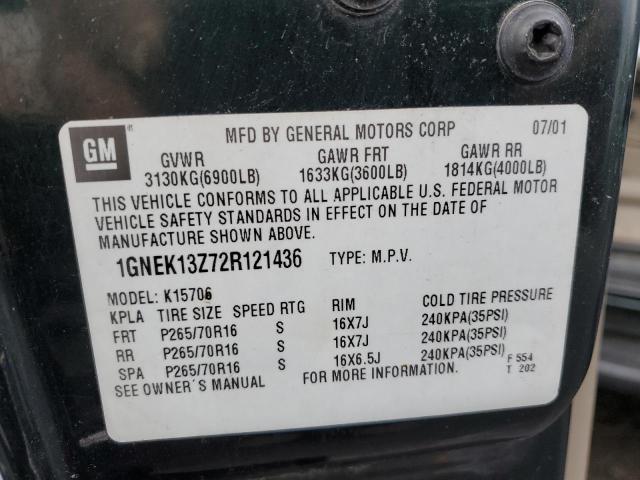 GM
MFD BY GENERAL MOTORS CORP 07/01
GVWR GAWR FRT GAWR RR
3130KG(6900LB) 1633KG(3600LB) 1814KG(4000LB)
THIS VEHICLE CONFORMS TO ALL APPLICABLE U.S. FEDERAL MOTOR
VEHICLE SAFETY STANDARDS IN EFFECT ON THE DATE OF
MANUFACTURE SHOWN ABOVE.
1GNEK13Z72R121436 TYPE: M.P.V.
MODEL: K15706
KPLA TIRE SIZE SPEED RTG RIM COLD TIRE PRESSURE
FRT P265/70R16 S 16X7J 240KPA(35PSI)
RR P265/70R16 S 16X7J 240KPA(35PSI)
SPA P265/70R16 S 16X6.5J 240KPA(35PSI)
SEE OWNER'S MANUAL FOR MORE INFORMATION.
F 554
T 202